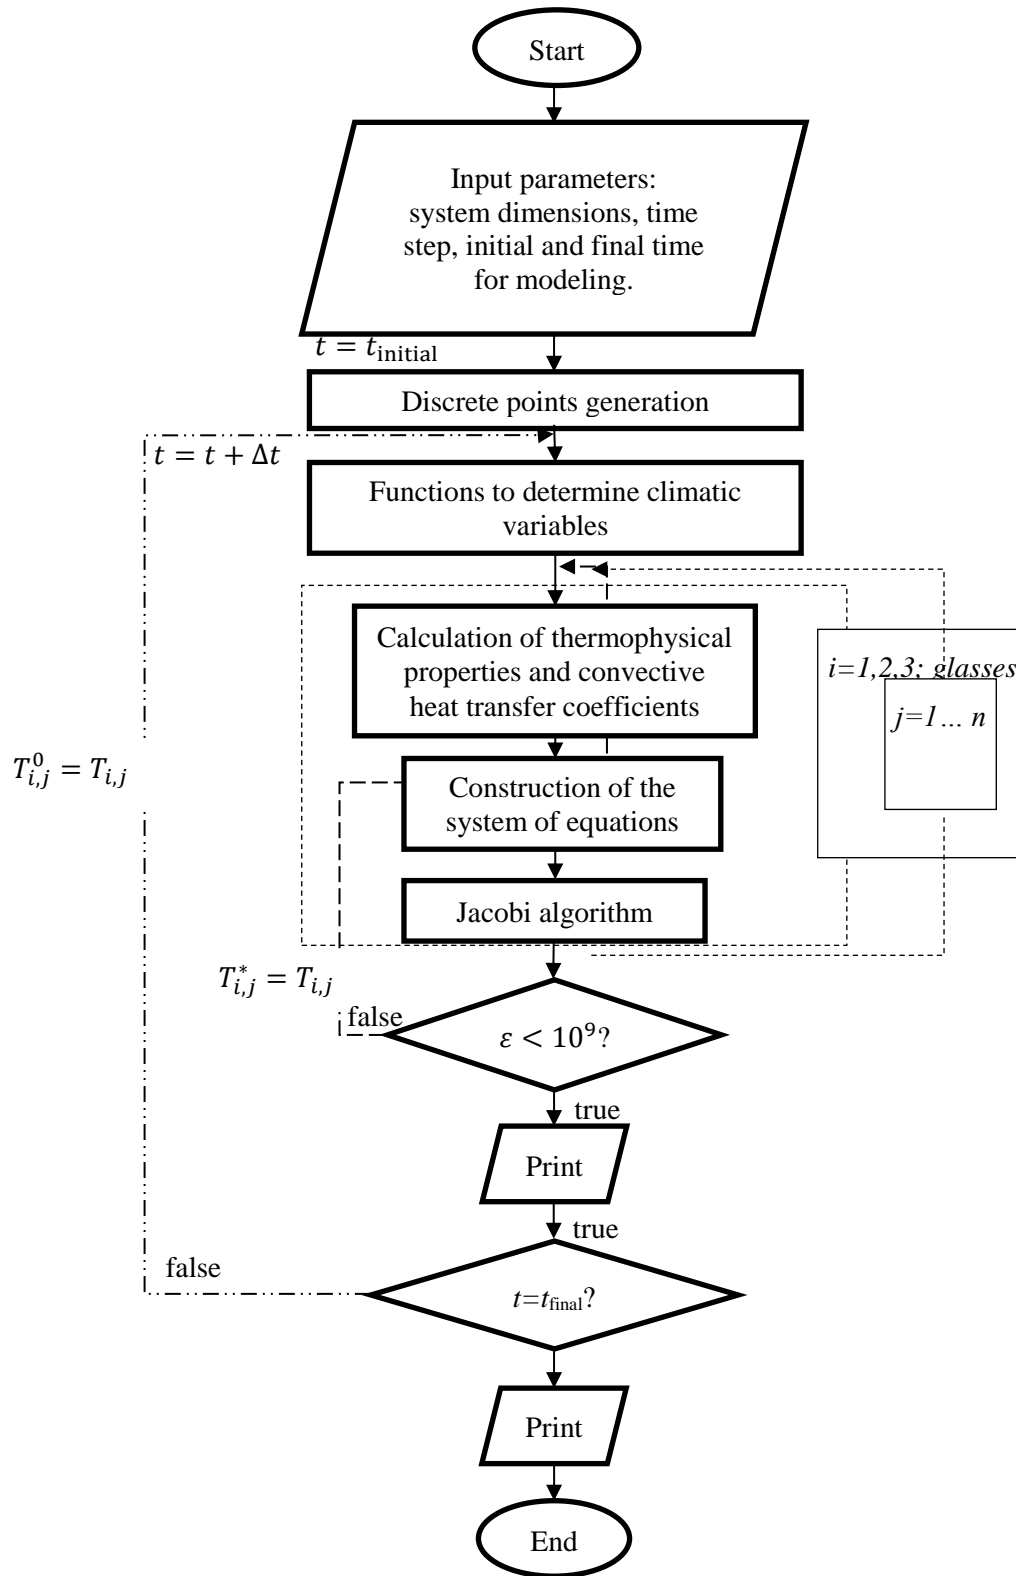 Start
Input parameters:
system dimensions, time
step, initial and final time
for modeling.
t = t_initial
Discrete points generation
t = t + Δt
Functions to determine climatic
variables
Calculation of thermophysical
properties and convective
heat transfer coefficients
i=1,2,3; glasses
j=1... n
T^0_{i,j} = T_{i,j}
Construction of the
system of equations
Jacobi algorithm
T^*_{i,j} = T_{i,j}
false
ε < 10⁹?
true
Print
true
false
t=t_final?
Print
End